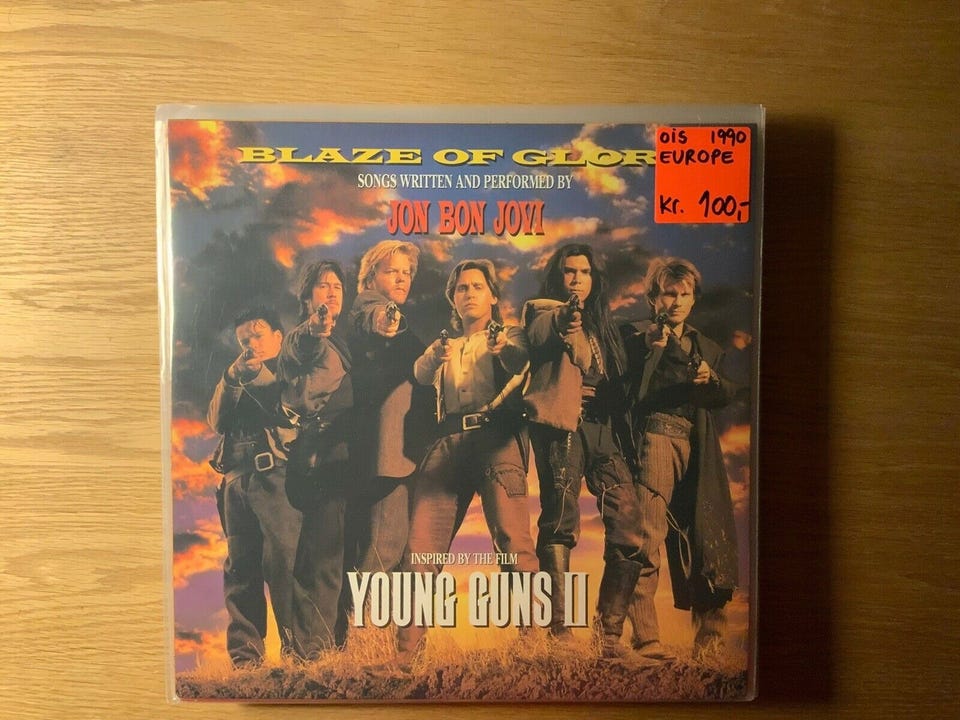 BLAZE OF GLOR
SONGS WRITTEN AND PERFORMED BY
JON BON JOVI
OIS 1990
EUROPE
Kr. 100,-
INSPIRED BY THE FILM
YOUNG GUNS II